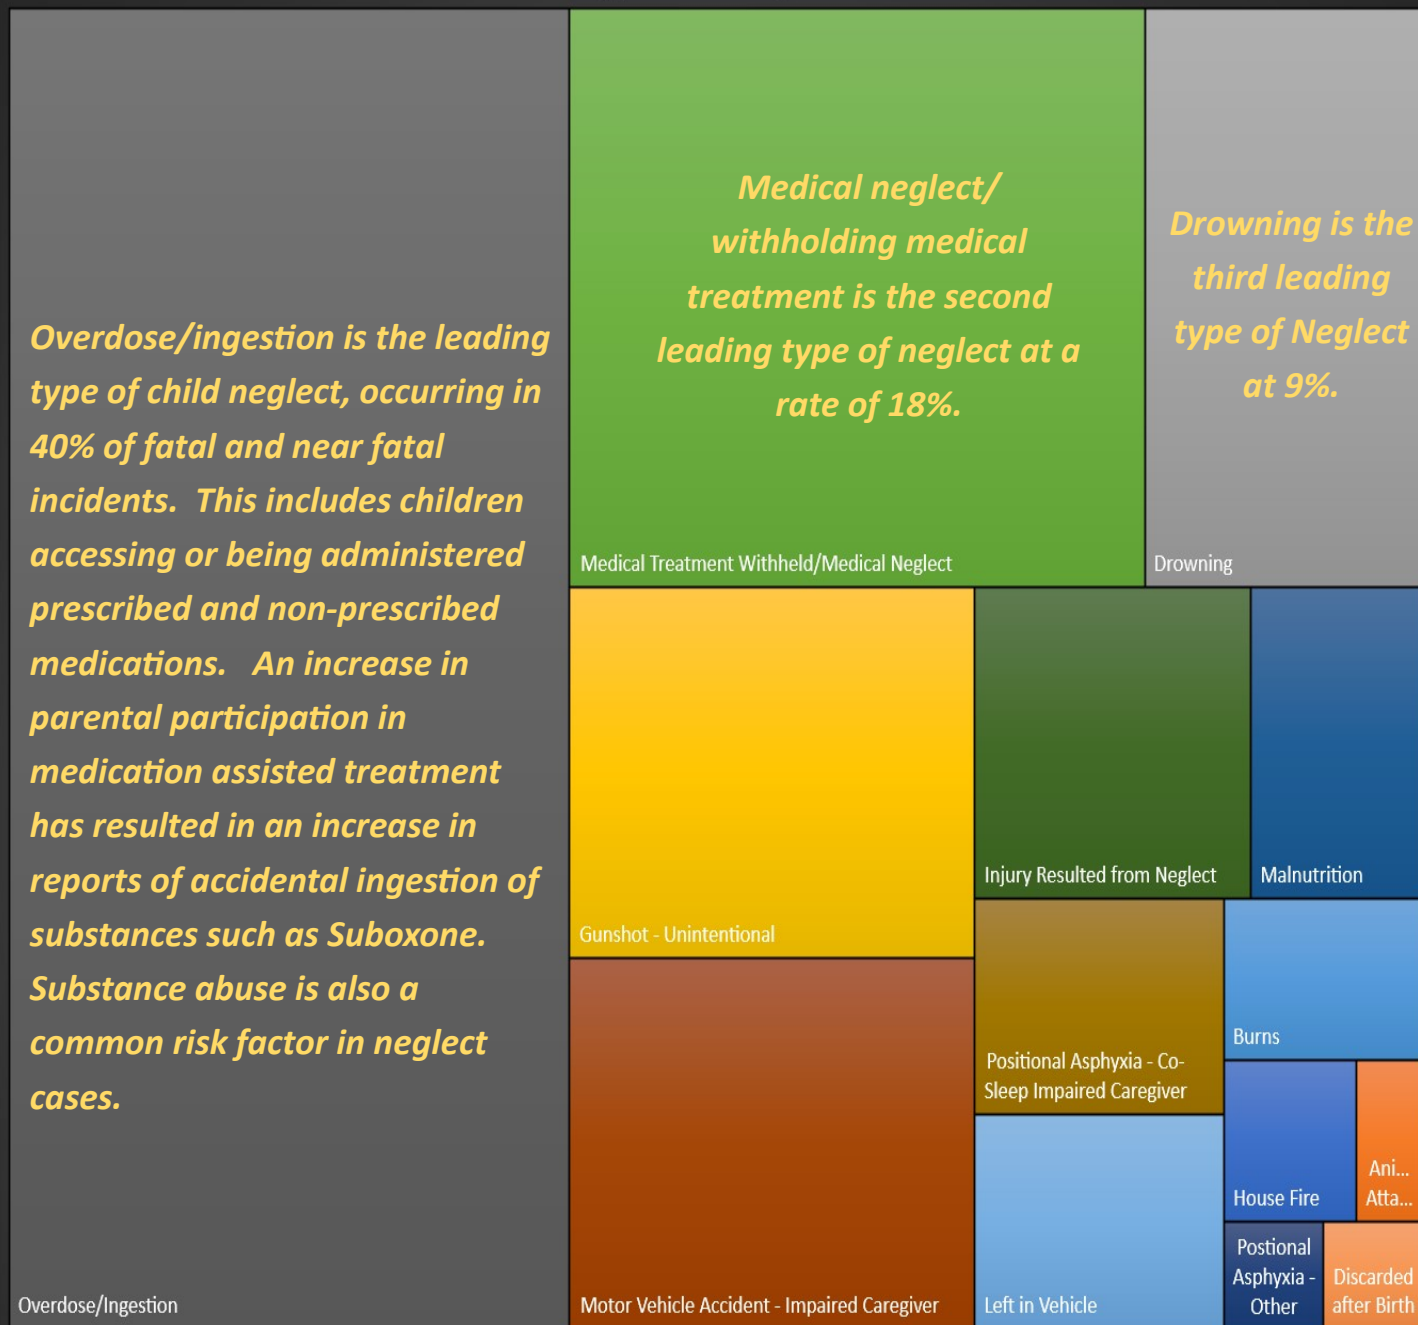 Overdose/ingestion is the leading
type of child neglect, occurring in
40% of fatal and near fatal
incidents.  This includes children
accessing or being administered
prescribed and non-prescribed
medications.   An increase in
parental participation in
medication assisted treatment
has resulted in an increase in
reports of accidental ingestion of
substances such as Suboxone.
Substance abuse is also a
common risk factor in neglect
cases.
Overdose/Ingestion
Medical neglect/
withholding medical
treatment is the second
leading type of neglect at a
rate of 18%.
Medical Treatment Withheld/Medical Neglect
Drowning is the
third leading
type of Neglect
at 9%.
Drowning
Gunshot - Unintentional
Motor Vehicle Accident - Impaired Caregiver
Injury Resulted from Neglect
Malnutrition
Positional Asphyxia - Co-
Sleep Impaired Caregiver
Left in Vehicle
Burns
House Fire
Ani...
Atta...
Postional
Asphyxia -
Other
Discarded
after Birth